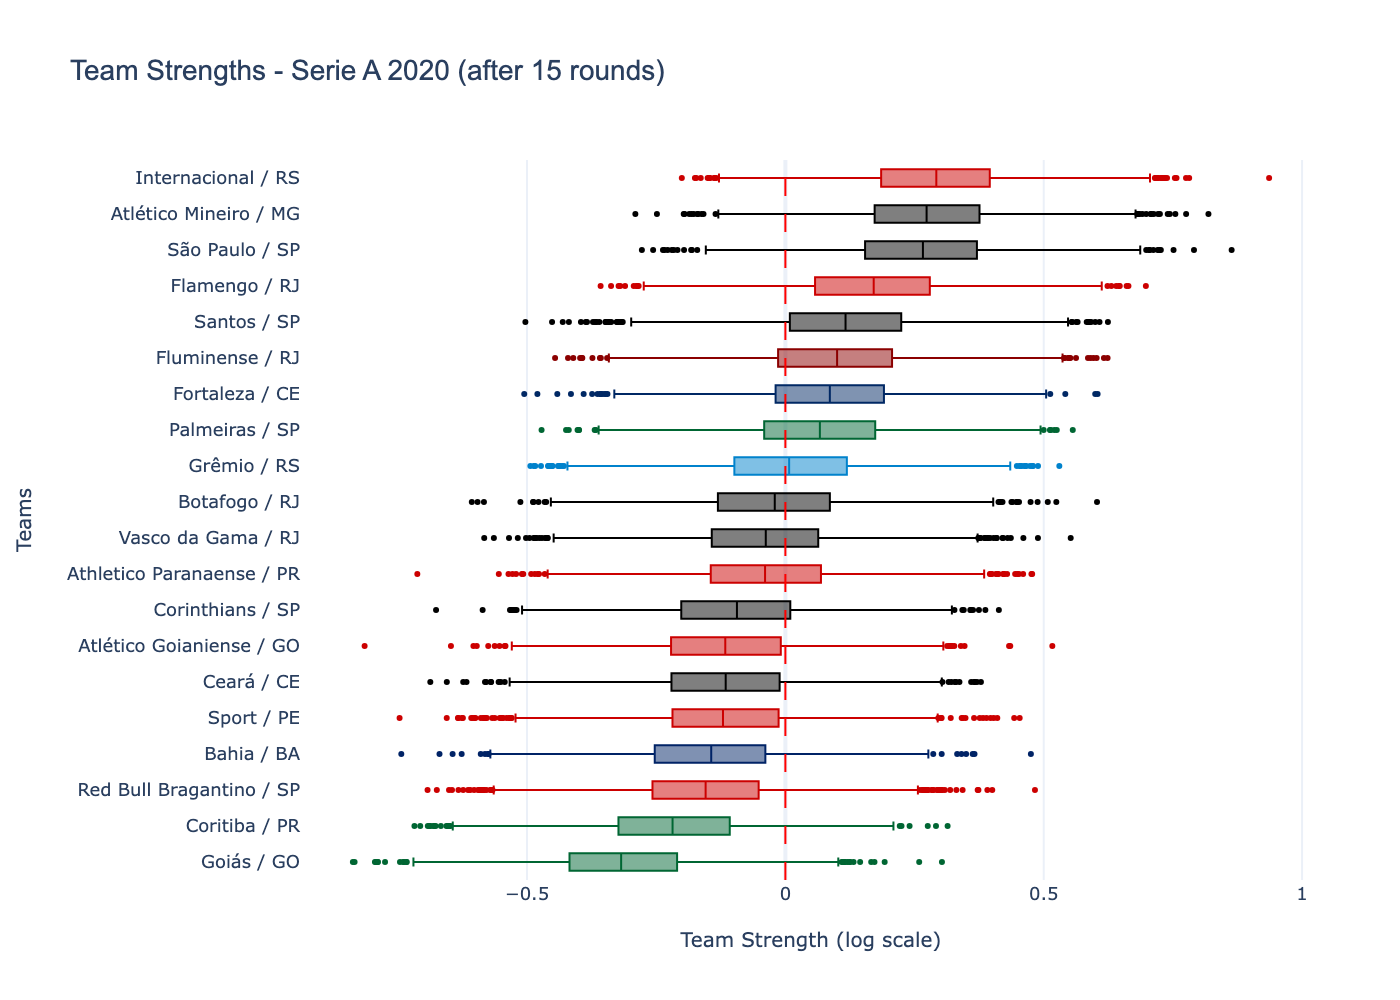 Team Strengths - Serie A 2020 (after 15 rounds)
Internacional / RS
Atlético Mineiro / MG
São Paulo / SP
Flamengo / RJ
Santos / SP
Fluminense / RJ
Fortaleza / CE
Palmeiras / SP
Grêmio / RS
Botafogo / RJ
Vasco da Gama / RJ
Athletico Paranaense / PR
Corinthians / SP
Atlético Goianiense / GO
Ceará / CE
Sport / PE
Bahia / BA
Red Bull Bragantino / SP
Coritiba / PR
Goiás / GO
Teams
−0.5 0 0.5 1
Team Strength (log scale)